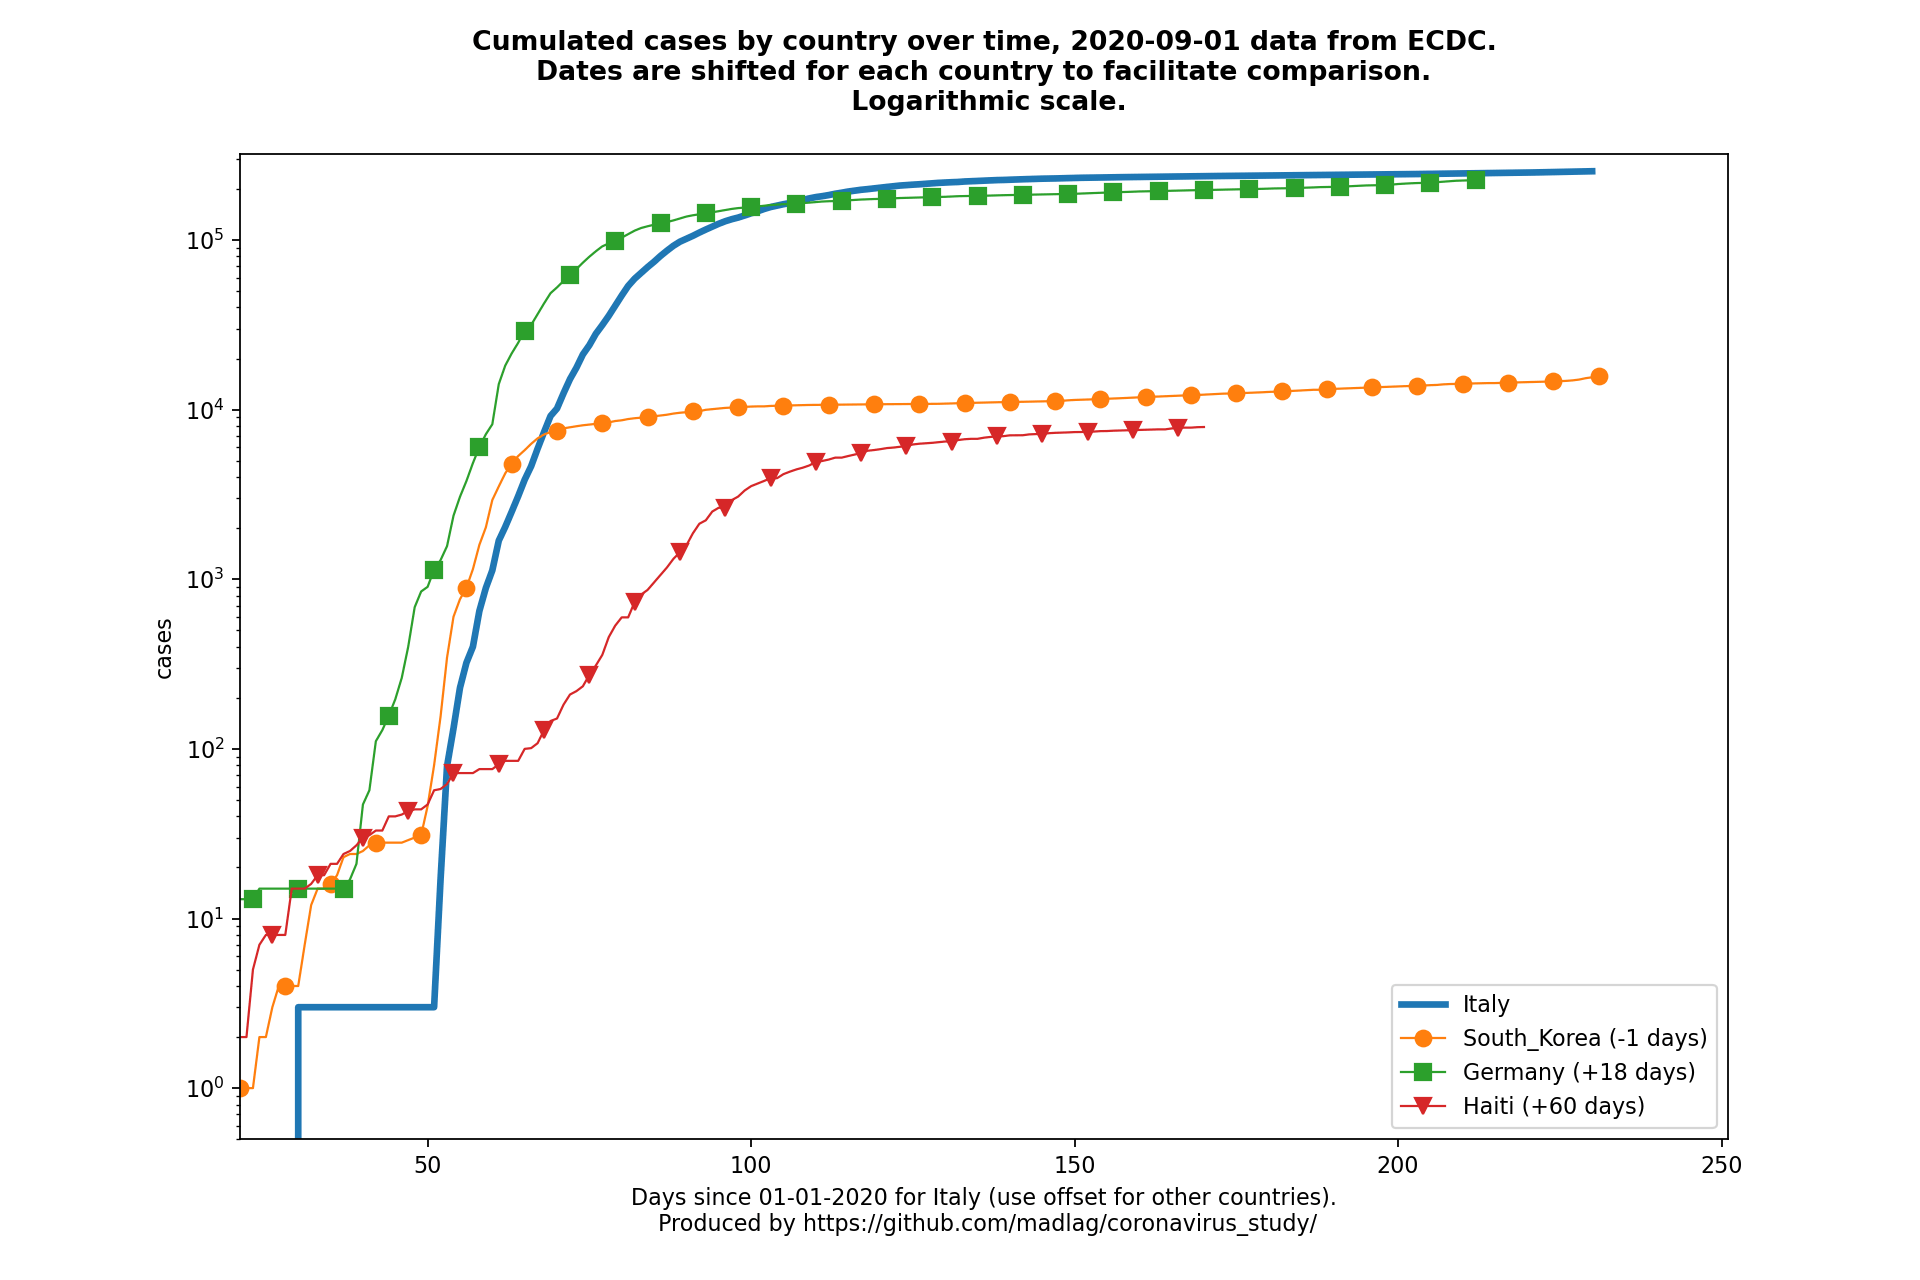 Cumulated cases by country over time, 2020-09-01 data from ECDC.
Dates are shifted for each country to facilitate comparison.
Logarithmic scale.
10^5
10^4
10^3
10^2
10^1
10^0
cases
Italy
South_Korea (-1 days)
Germany (+18 days)
Haiti (+60 days)
50 100 150 200 250
Days since 01-01-2020 for Italy (use offset for other countries).
Produced by https://github.com/madlag/coronavirus_study/